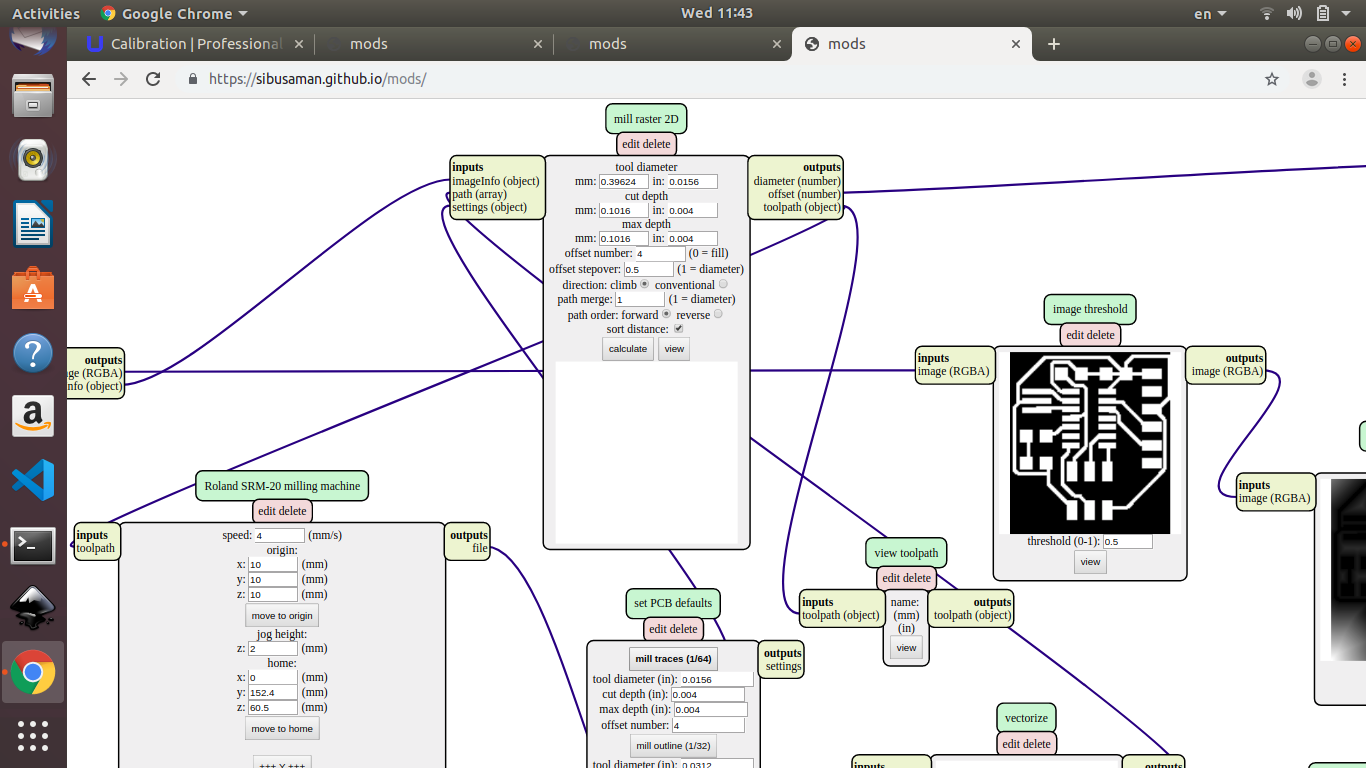 Activities
Google Chrome
Wed 11:43
en
Calibration | Professional
mods
mods
mods
https://sibusaman.github.io/mods/
mill raster 2D
edit delete
inputs
imageInfo (object)
path (array)
settings (object)
tool diameter
mm: 0.39624 in: 0.0156
cut depth
mm: 0.1016 in: 0.004
max depth
mm: 0.1016 in: 0.004
offset number: 4 (0 = fill)
offset stepover: 0.5 (1 = diameter)
direction: climb conventional
path merge: 1 (1 = diameter)
path order: forward reverse
sort distance:
calculate view
outputs
diameter (number)
offset (number)
toolpath (object)
outputs
ge (RGBA)
nfo (object)
image threshold
edit delete
inputs
image (RGBA)
outputs
image (RGBA)
threshold (0-1): 0.5
view
inputs
image (RGBA)
Roland SRM-20 milling machine
edit delete
inputs
toolpath
speed: 4 (mm/s)
origin:
x: 10 (mm)
y: 10 (mm)
z: 10 (mm)
move to origin
jog height:
z: 2 (mm)
home:
x: 0 (mm)
y: 152.4 (mm)
z: 60.5 (mm)
move to home
+++ Y +++
outputs
file
set PCB defaults
edit delete
mill traces (1/64)
tool diameter (in): 0.0156
cut depth (in): 0.004
max depth (in): 0.004
offset number: 4
mill outline (1/32)
tool diameter (in): 0.0312
outputs
settings
view toolpath
edit delete
inputs
toolpath (object)
name:
(mm)
(in)
view
outputs
toolpath (object)
vectorize
edit delete
inputs
outputs